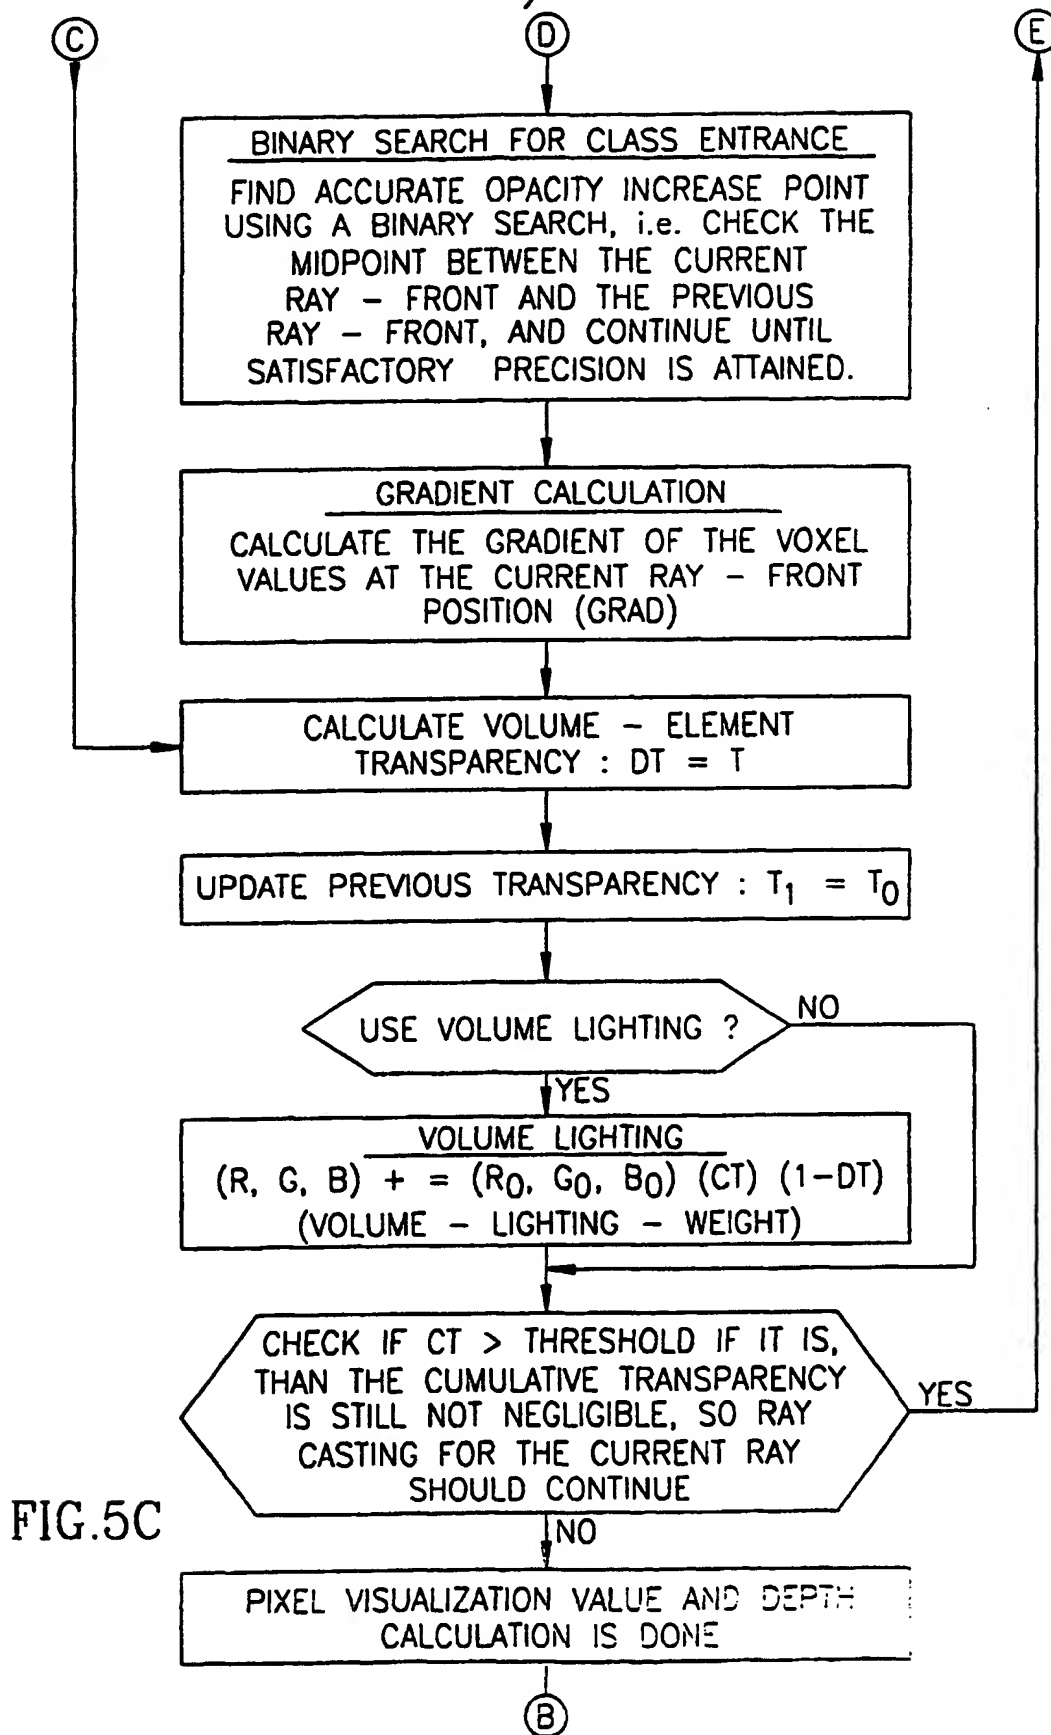 C
D
E
BINARY SEARCH FOR CLASS ENTRANCE
FIND ACCURATE OPACITY INCREASE POINT
USING A BINARY SEARCH, i.e. CHECK THE
MIDPOINT BETWEEN THE CURRENT
RAY – FRONT AND THE PREVIOUS
RAY – FRONT, AND CONTINUE UNTIL
SATISFACTORY PRECISION IS ATTAINED.
GRADIENT CALCULATION
CALCULATE THE GRADIENT OF THE VOXEL
VALUES AT THE CURRENT RAY – FRONT
POSITION (GRAD)
CALCULATE VOLUME – ELEMENT
TRANSPARENCY : DT = T
UPDATE PREVIOUS TRANSPARENCY : T1 = T0
USE VOLUME LIGHTING ?
NO
YES
VOLUME LIGHTING
(R, G, B) + = (R0, G0, B0) (CT) (1-DT)
(VOLUME – LIGHTING – WEIGHT)
CHECK IF CT > THRESHOLD IF IT IS,
THAN THE CUMULATIVE TRANSPARENCY
IS STILL NOT NEGLIGIBLE, SO RAY
CASTING FOR THE CURRENT RAY
SHOULD CONTINUE
YES
NO
FIG.5C
PIXEL VISUALIZATION VALUE AND DEPTH
CALCULATION IS DONE
B